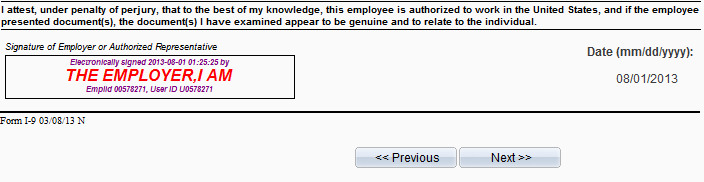 I attest, under penalty of perjury, that to the best of my knowledge, this employee is authorized to work in the United States, and if the employee
presented document(s), the document(s) I have examined appear to be genuine and to relate to the individual.
Signature of Employer or Authorized Representative
Date (mm/dd/yyyy):
Elecronically signed 2013-08-01 01:25:25 by
THE EMPLOYER,I AM
Emplid 00578271, User ID U0578271
08/01/2013
Form I-9 03/08/13 N
<< Previous
Next >>